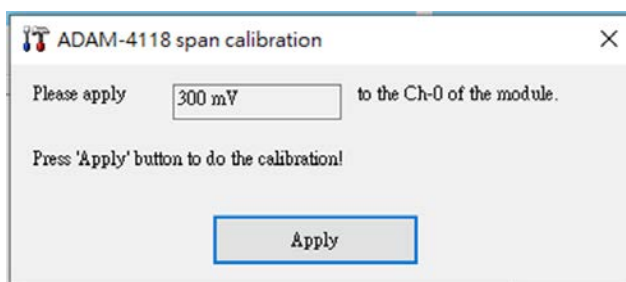 ADAM-4118 span calibration
Please apply 300 mV to the Ch-0 of the module.
Press 'Apply' button to do the calibration!
Apply